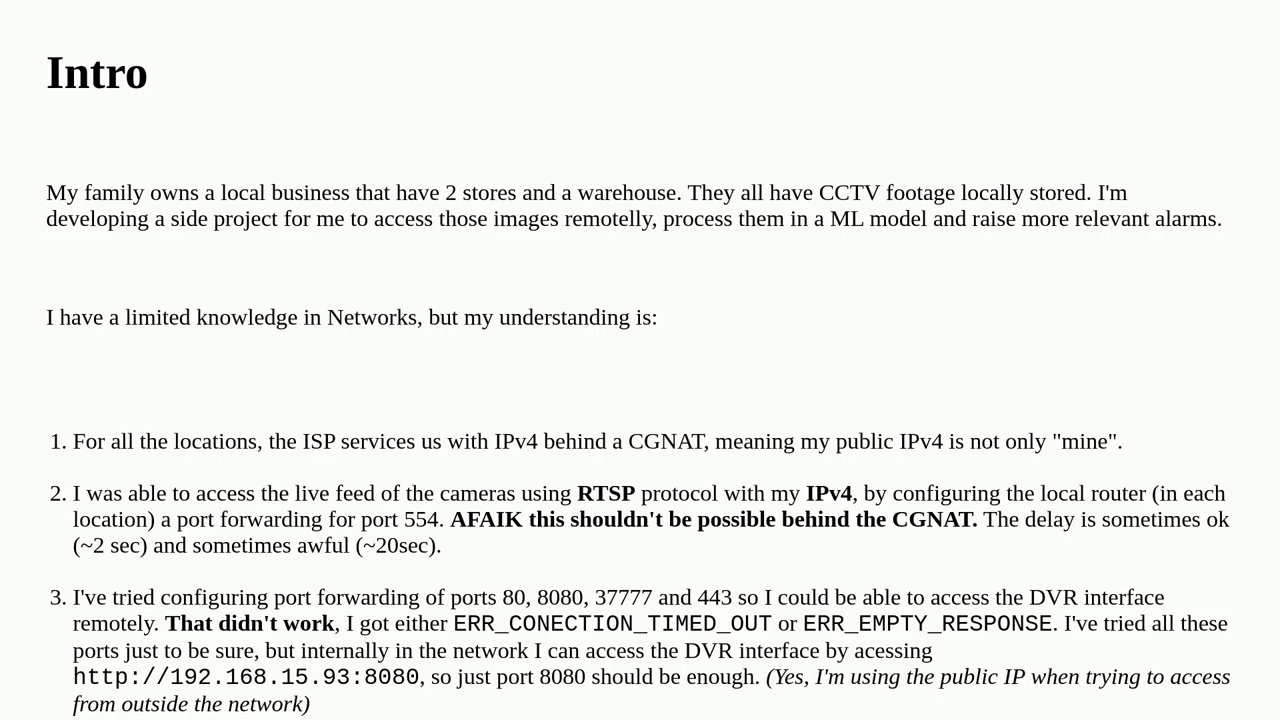 Intro
My family owns a local business that have 2 stores and a warehouse. They all have CCTV footage locally stored. I'm
developing a side project for me to access those images remotelly, process them in a ML model and raise more relevant alarms.
I have a limited knowledge in Networks, but my understanding is:
1. For all the locations, the ISP services us with IPv4 behind a CGNAT, meaning my public IPv4 is not only "mine".
2. I was able to access the live feed of the cameras using RTSP protocol with my IPv4, by configuring the local router (in each
location) a port forwarding for port 554. AFAIK this shouldn't be possible behind the CGNAT. The delay is sometimes ok
(~2 sec) and sometimes awful (~20sec).
3. I've tried configuring port forwarding of ports 80, 8080, 37777 and 443 so I could be able to access the DVR interface
remotely. That didn't work, I got either ERR_CONECTION_TIMED_OUT or ERR_EMPTY_RESPONSE. I've tried all these
ports just to be sure, but internally in the network I can access the DVR interface by acessing
http://192.168.15.93:8080, so just port 8080 should be enough. (Yes, I'm using the public IP when trying to access
from outside the network)